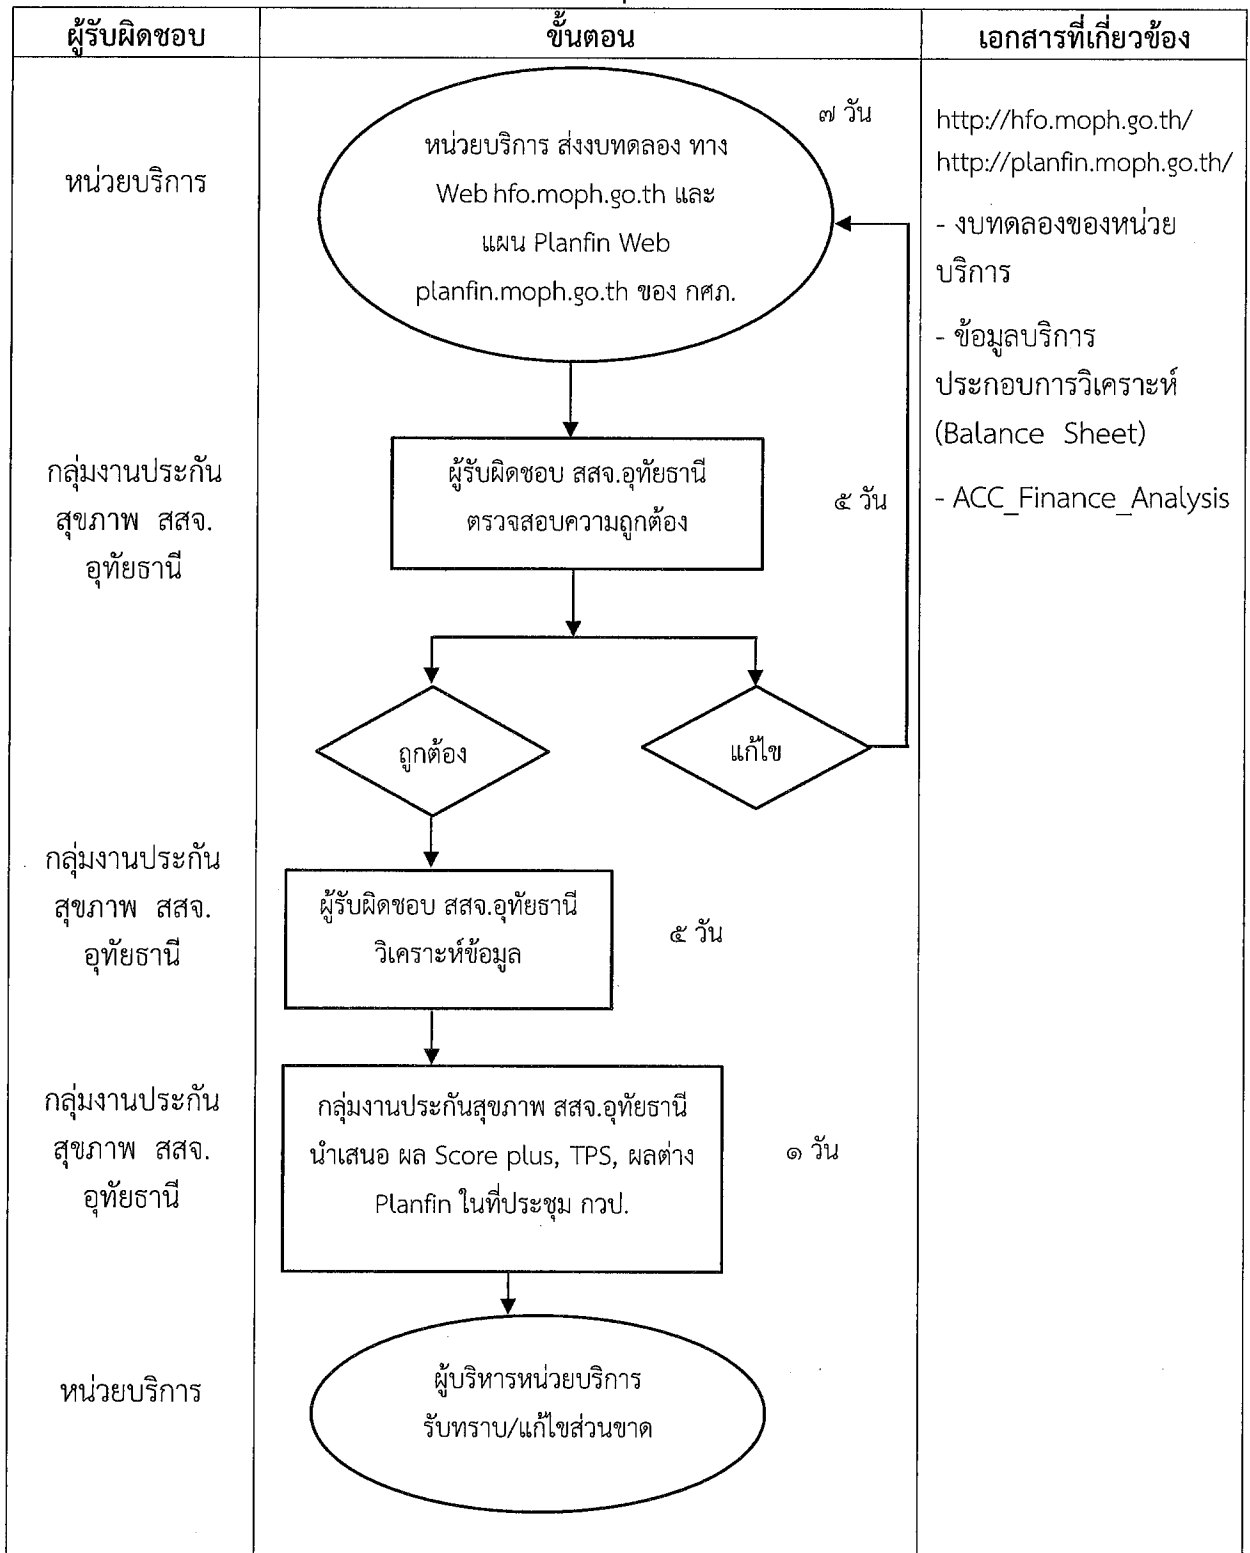 ผู้รับผิดชอบ
ขั้นตอน
เอกสารที่เกี่ยวข้อง
หน่วยบริการ
๗ วัน
หน่วยบริการ ส่งงบทดลอง ทาง
Web hfo.moph.go.th และ
แผน Planfin Web
planfin.moph.go.th ของ กศภ.
http://hfo.moph.go.th/
http://planfin.moph.go.th/
- งบทดลองของหน่วย
บริการ
- ข้อมูลบริการ
ประกอบการวิเคราะห์
(Balance Sheet)
- ACC_Finance_Analysis
กลุ่มงานประกัน
สุขภาพ สสจ.
อุทัยธานี
ผู้รับผิดชอบ สสจ.อุทัยธานี
ตรวจสอบความถูกต้อง
๕ วัน
ถูกต้อง
แก้ไข
กลุ่มงานประกัน
สุขภาพ สสจ.
อุทัยธานี
ผู้รับผิดชอบ สสจ.อุทัยธานี
วิเคราะห์ข้อมูล
๕ วัน
กลุ่มงานประกัน
สุขภาพ สสจ.
อุทัยธานี
กลุ่มงานประกันสุขภาพ สสจ.อุทัยธานี
นำเสนอ ผล Score plus, TPS, ผลต่าง
Planfin ในที่ประชุม กวป.
๑ วัน
หน่วยบริการ
ผู้บริหารหน่วยบริการ
รับทราบ/แก้ไขส่วนขาด